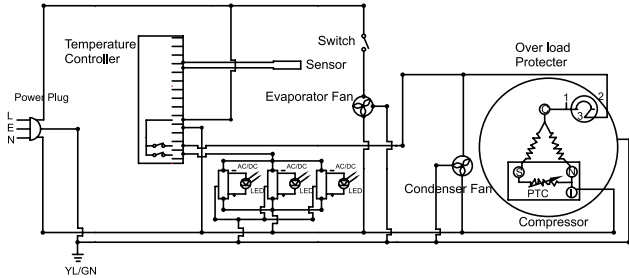 Temperature
Controller
Switch
Sensor
Over load
Protecter
Power Plug
Evaporator Fan
L
E
N
1
2
3
C
AC/DC
AC/DC
AC/DC
LED
LED
LED
Condenser Fan
S
N
PTC
L
Compressor
YL/GN